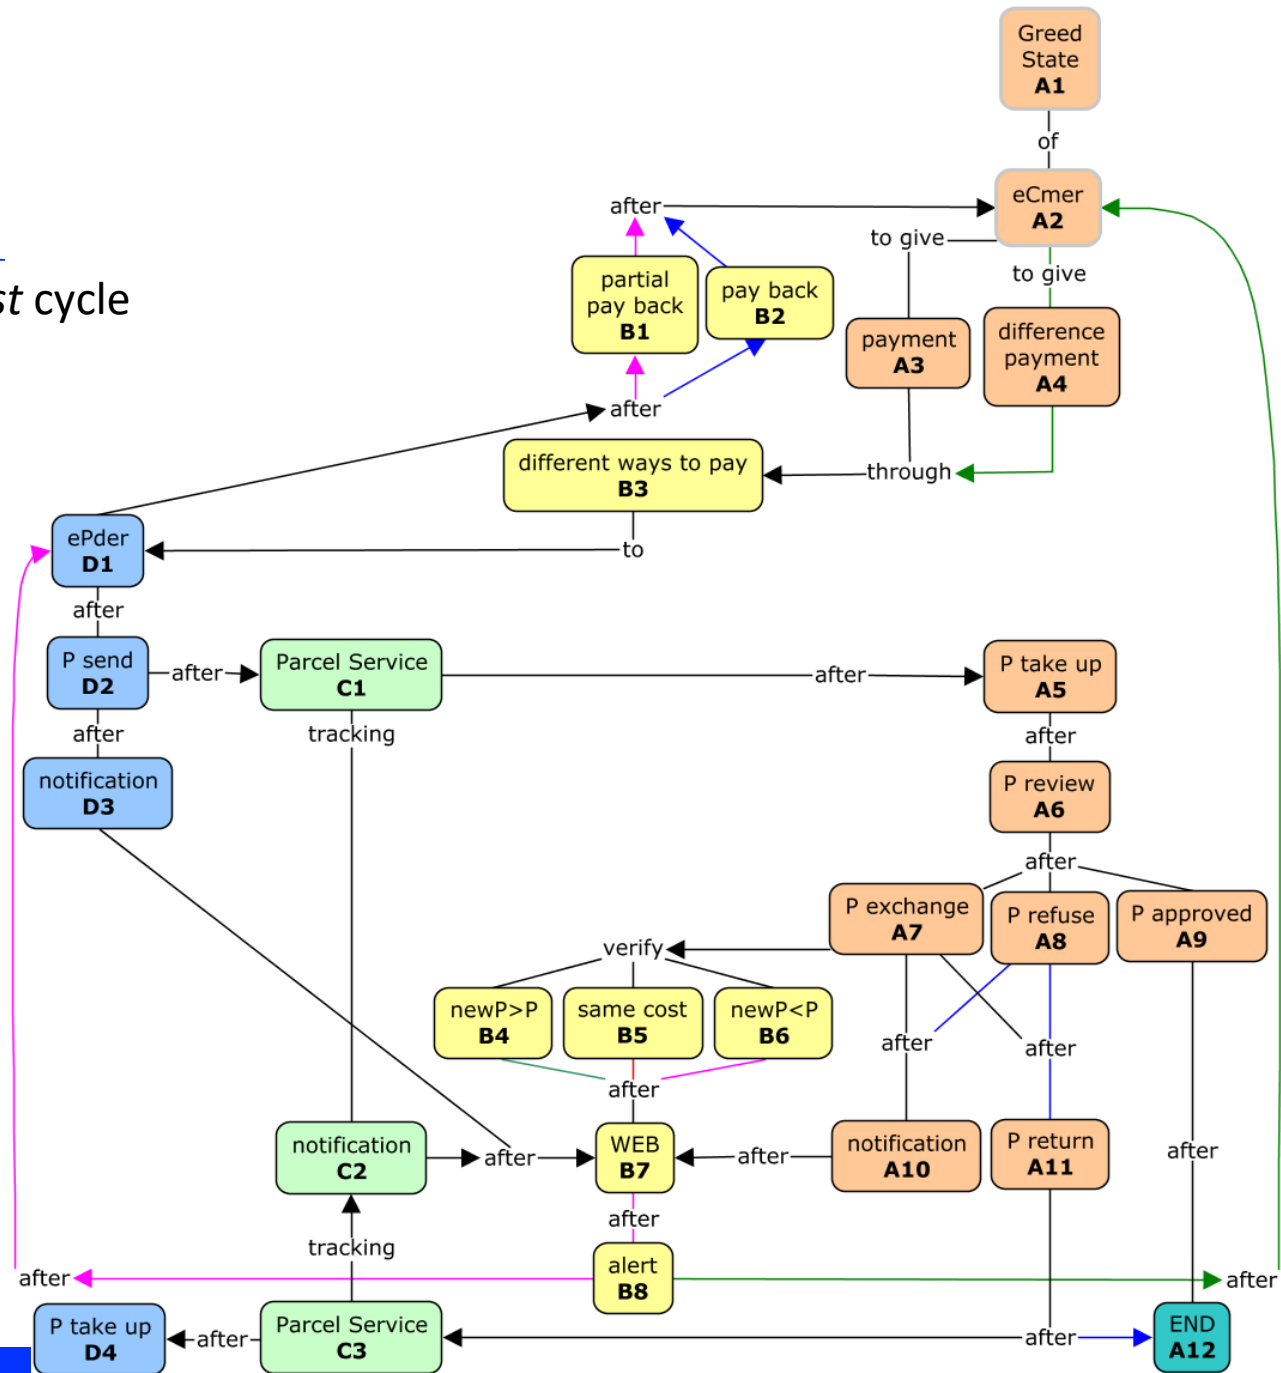 Greed
State
A1
of
eCmer
A2
after
to give
to give
st cycle
partial
pay back
B1
pay back
B2
payment
A3
difference
payment
A4
after
different ways to pay
B3
through
ePder
D1
to
after
P send
D2
after
Parcel Service
C1
after
P take up
A5
after
tracking
after
notification
D3
P review
A6
after
P exchange
A7
P refuse
A8
P approved
A9
verify
newP>P
B4
same cost
B5
newP<P
B6
after
after
after
notification
C2
after
WEB
B7
after
notification
A10
P return
A11
after
after
tracking
after
alert
B8
after
P take up
D4
after
Parcel Service
C3
after
END
A12